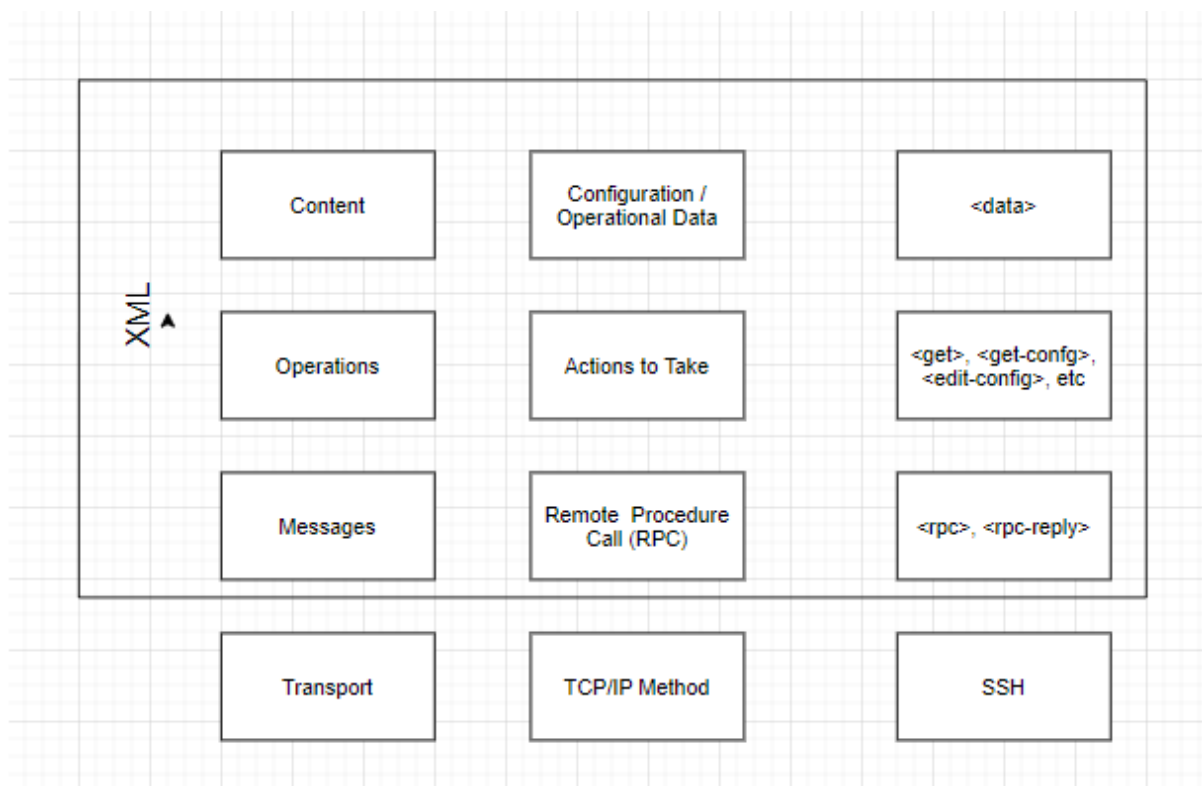 Content
Configuration /
Operational Data
<data>
XML
Operations
Actions to Take
<get>, <get-confg>,
<edit-config>, etc
Messages
Remote Procedure
Call (RPC)
<rpc>, <rpc-reply>
Transport
TCP/IP Method
SSH